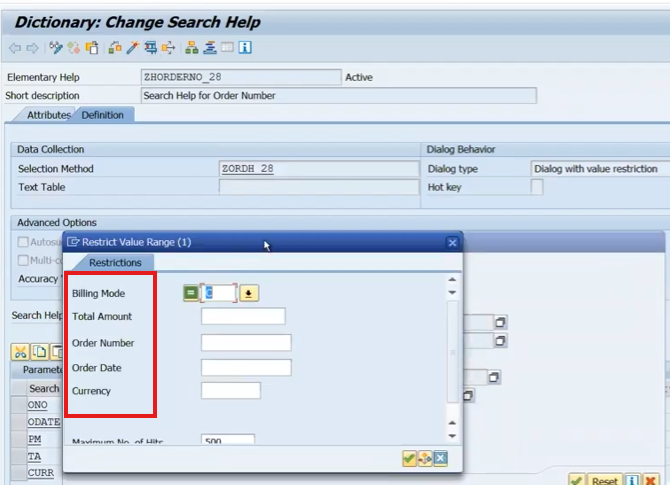 Dictionary: Change Search Help
Elementary Help ZHORDERNO_28 Active
Short description Search Help for Order Number
Attributes Definition
Data Collection Dialog Behavior
Selection Method ZORDH_28 Dialog type Dialog with value restriction
Text Table Hot key
Advanced Options
Restrict Value Range (1)
Restrictions
Billing Mode C
Total Amount
Order Number
Order Date
Currency
Maximum No. of Hits 500
Accuracy
Search Help
Search
ONO
ODATE
PM
TA
CURR
Reset